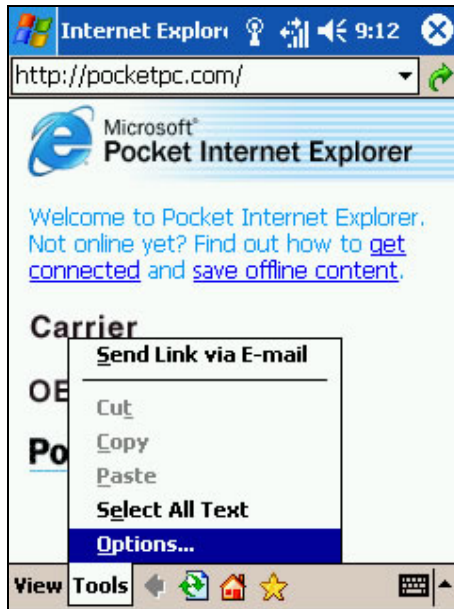 Internet Explor
9:12
http://pocketpc.com/
Microsoft®
Pocket Internet Explorer
Welcome to Pocket Internet Explorer.
Not online yet? Find out how to get
connected and save offline content.
Carrier
Send Link via E-mail
OE
Cut
Copy
Po
Paste
Select All Text
Options...
View Tools